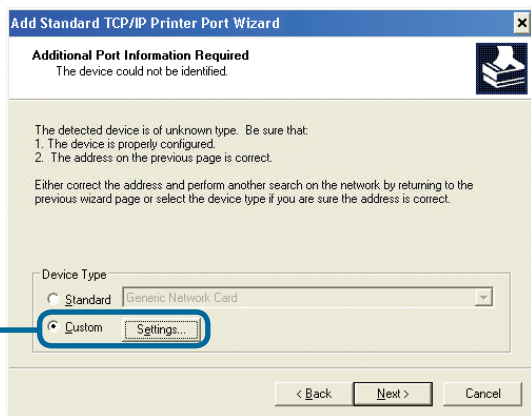 Add Standard TCP/IP Printer Port Wizard
Additional Port Information Required
The device could not be identified.
The detected device is of unknown type. Be sure that:
1. The device is properly configured.
2. The address on the previous page is correct.
Either correct the address and perform another search on the network by returning to the
previous wizard page or select the device type if you are sure the address is correct.
Device Type
Standard Generic Network Card
Custom Settings...
< Back Next > Cancel